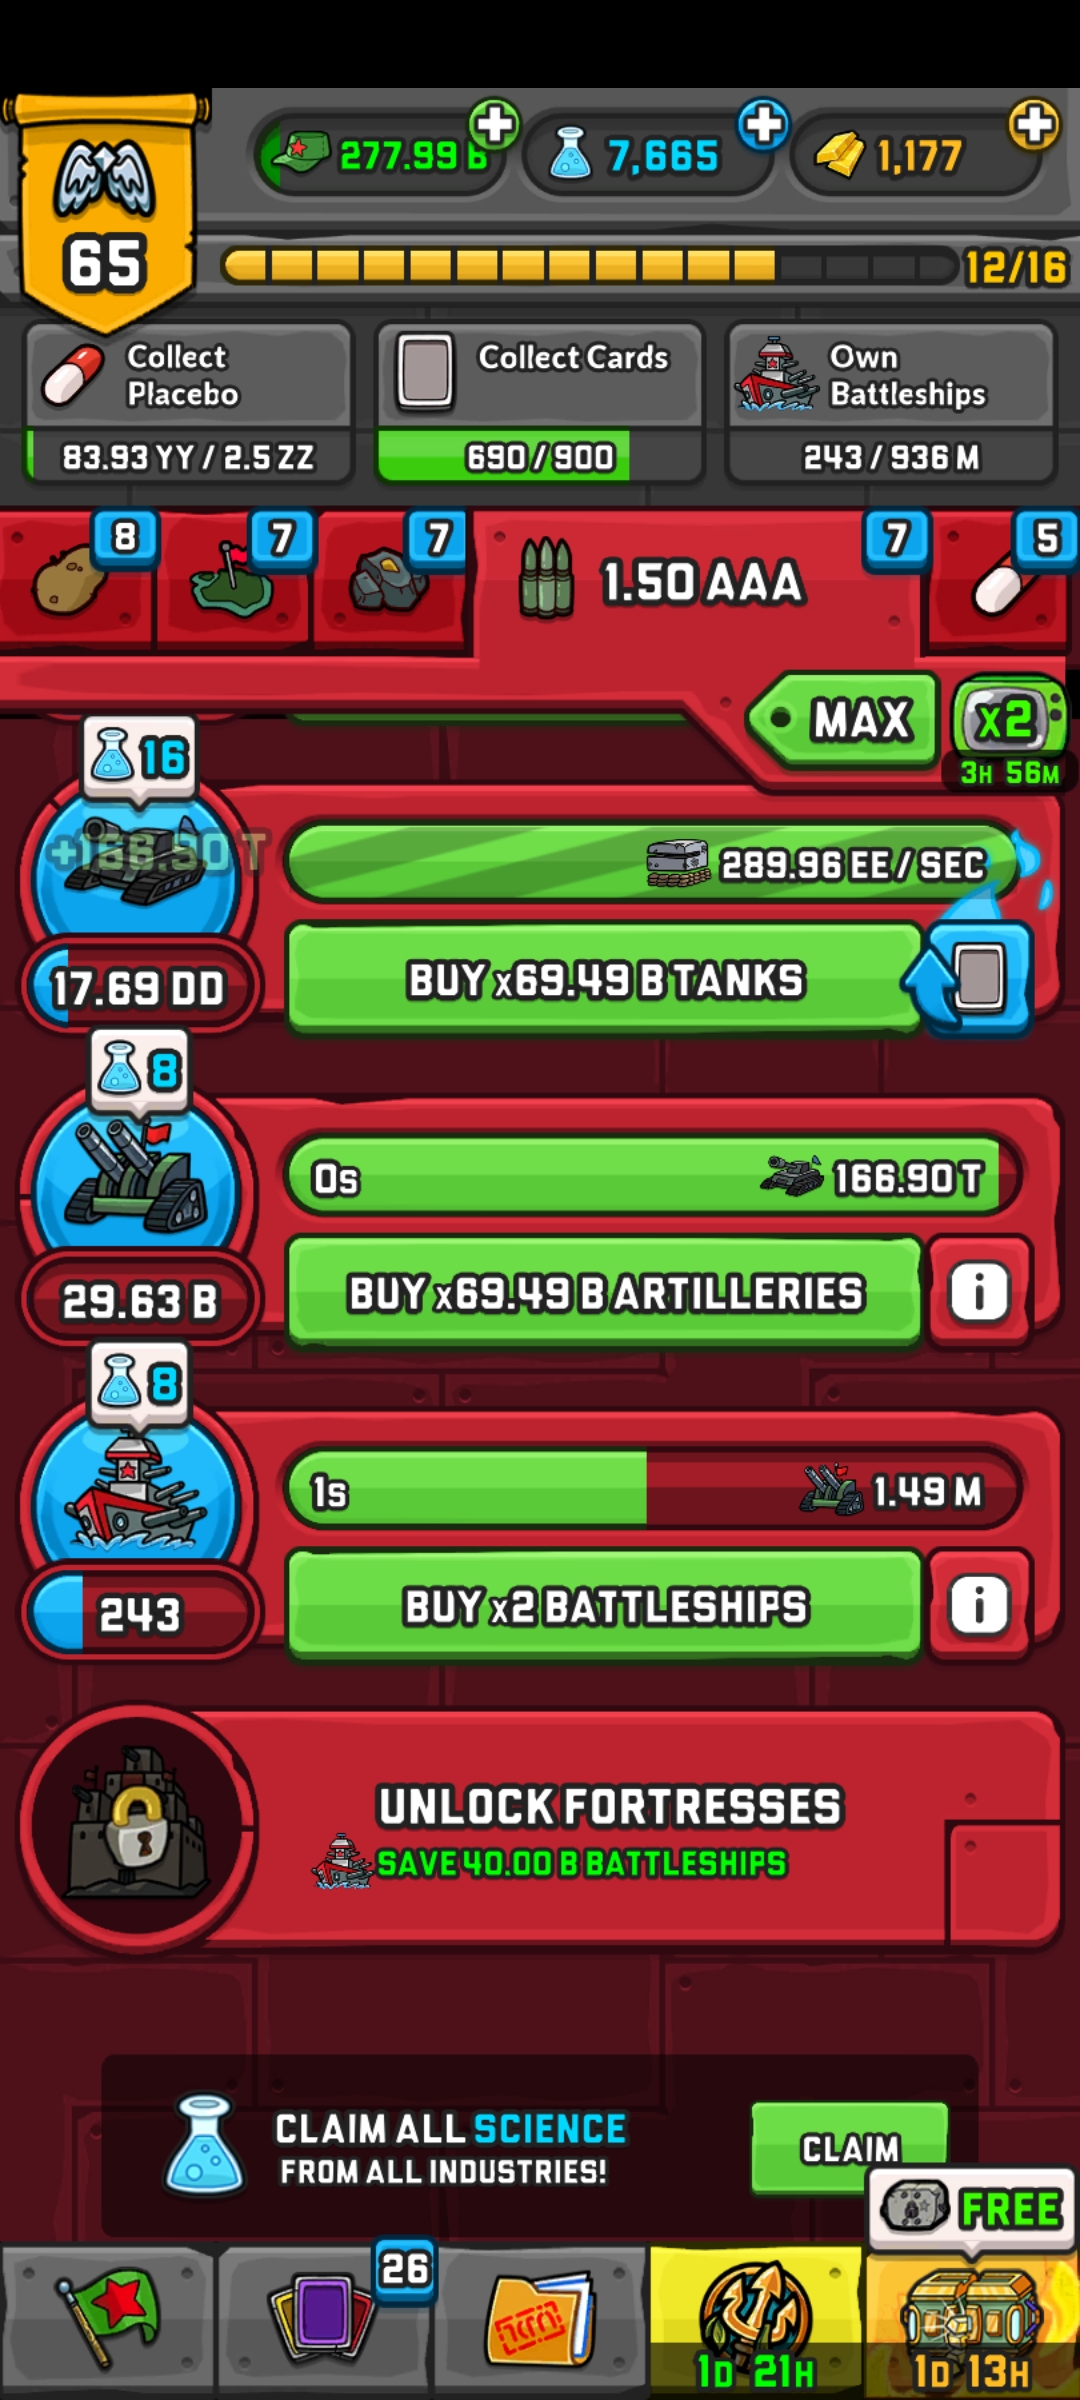 65
277.99 B
7,665
1,177
12/16
Collect
Placebo
83.93 YY / 2.5 ZZ
Collect Cards
690/900
Own
Battleships
243/936 M
8
7
7
1.50 AAA
7
5
MAX
x2
3H 56M
16
+166.90 T
289.96 EE/SEC
17.69 DD
BUY x69.49 B TANKS
8
0s
166.90 T
29.63 B
BUY x69.49 B ARTILLERIES
i
8
1s
1.49 M
243
BUY x2 BATTLESHIPS
i
UNLOCK FORTRESSES
SAVE 40.00 B BATTLESHIPS
CLAIM ALL SCIENCE
FROM ALL INDUSTRIES!
CLAIM
FREE
26
1D 21H
1D 13H